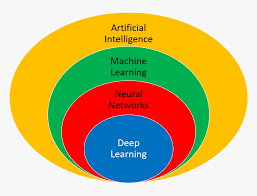 Artificial
Intelligence
Machine
Learning
Neural
Networks
Deep
Learning